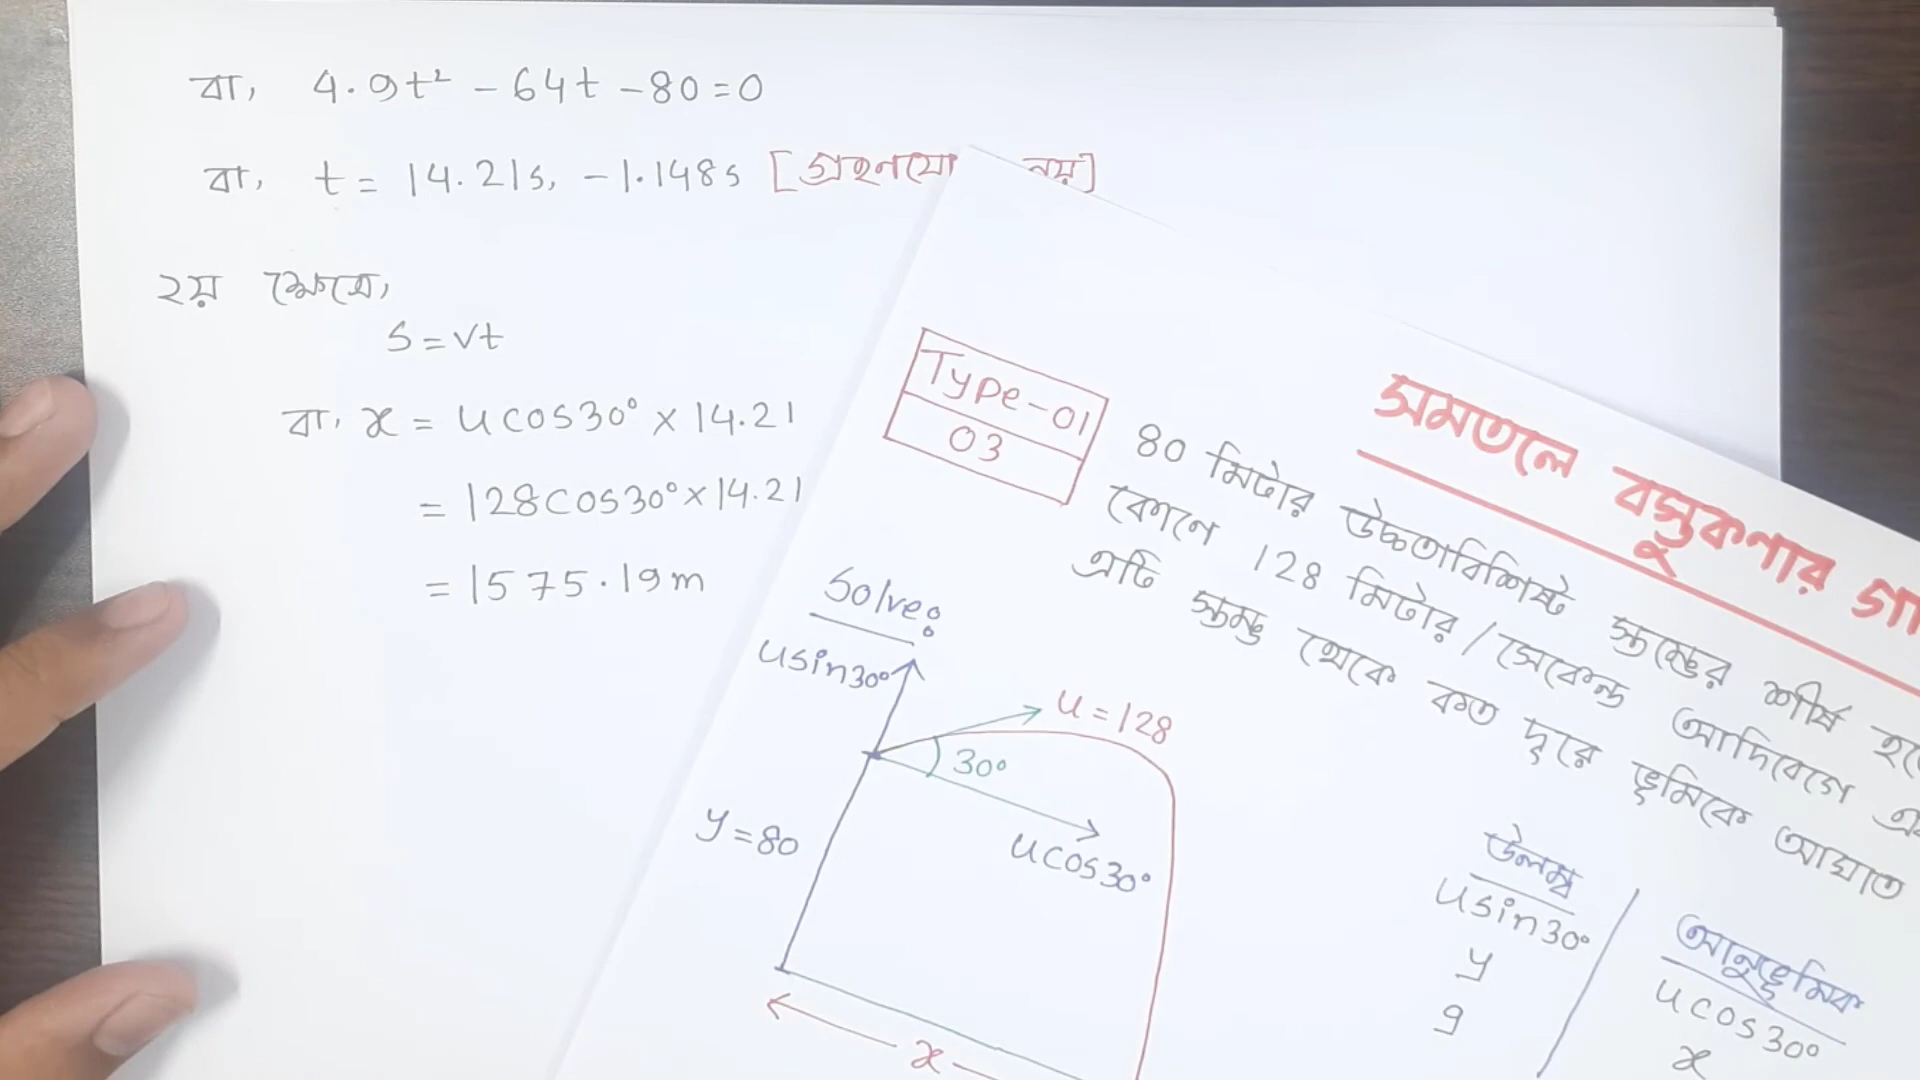 বা, 4.9t² - 64t - 80 = 0
বা, t = 14.21s, -1.148s [গ্রহণযো নয়]
২য় ক্ষেত্রে,
s = vt
বা, x = ucos30° × 14.21
= 128cos30° × 14.21
= 1575.19m
সমতলে বস্তুকণার
Type-01
03
80 মিটার উচ্চতাবিশিষ্ট স্তম্ভের শীর্ষ
কোনে 128 মিটার/সেকেন্ড আদিবেগে
এটি স্তম্ভ থেকে কত দূরে ভূমিকে আঘাত
Solve:
usin30°
u = 128
30°
ucos30°
y = 80
x
উলম্ব
usin30°
y
g
আনুভূমিক
ucos30°
x